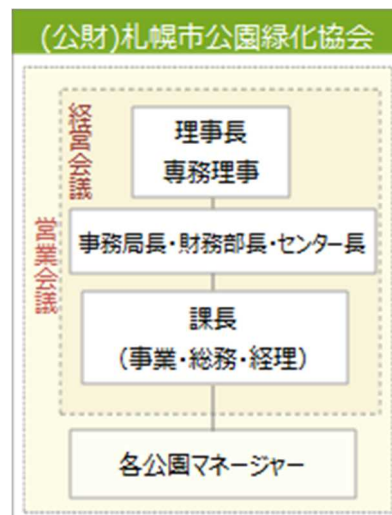 (公財)札幌市公園緑化協会
経営会議
営業会議
理事長
専務理事
事務局長・財務部長・センター長
課長
(事業・総務・経理)
各公園マネージャー